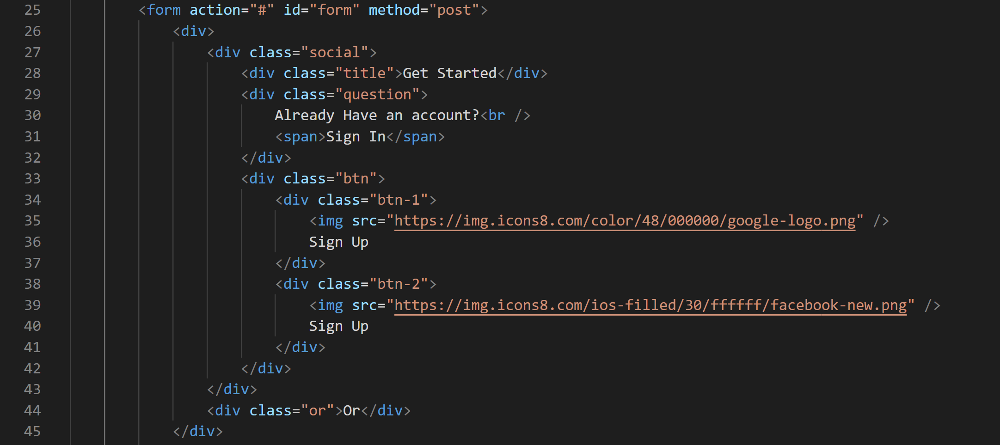 25 <form action="#" id="form" method="post">
26 <div>
27 <div class="social">
28 <div class="title">Get Started</div>
29 <div class="question">
30 Already Have an account?<br />
31 <span>Sign In</span>
32 </div>
33 <div class="btn">
34 <div class="btn-1">
35 <img src="https://img.icons8.com/color/48/000000/google-logo.png" />
36 Sign Up
37 </div>
38 <div class="btn-2">
39 <img src="https://img.icons8.com/ios-filled/30/ffffff/facebook-new.png" />
40 Sign Up
41 </div>
42 </div>
43 </div>
44 <div class="or">Or</div>
45 </div>